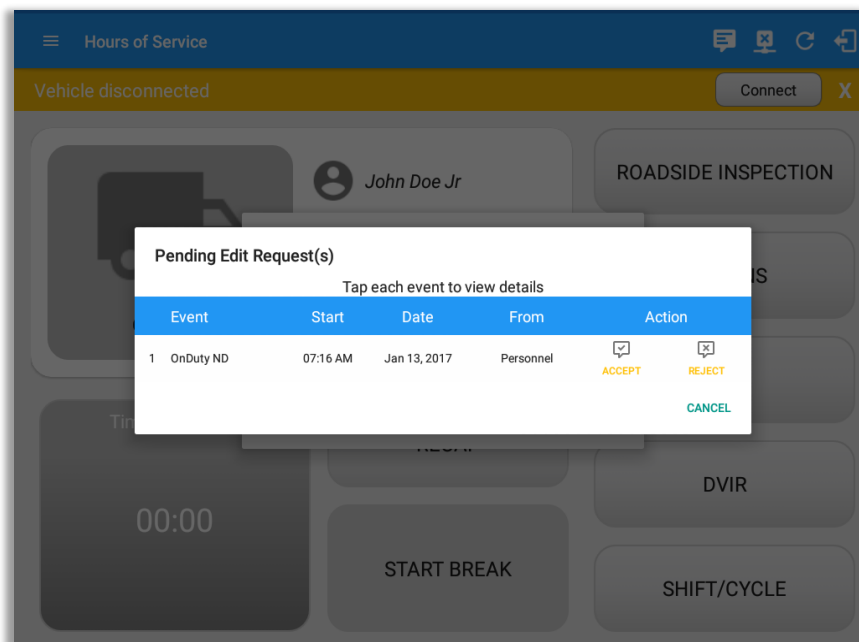 Hours of Service
Vehicle disconnected
Connect
X
John Doe Jr
ROADSIDE INSPECTION
Pending Edit Request(s)
Tap each event to view details
Event Start Date From Action
1 OnDuty ND 07:16 AM Jan 13, 2017 Personnel
ACCEPT REJECT
CANCEL
DVIR
00:00
START BREAK
SHIFT/CYCLE